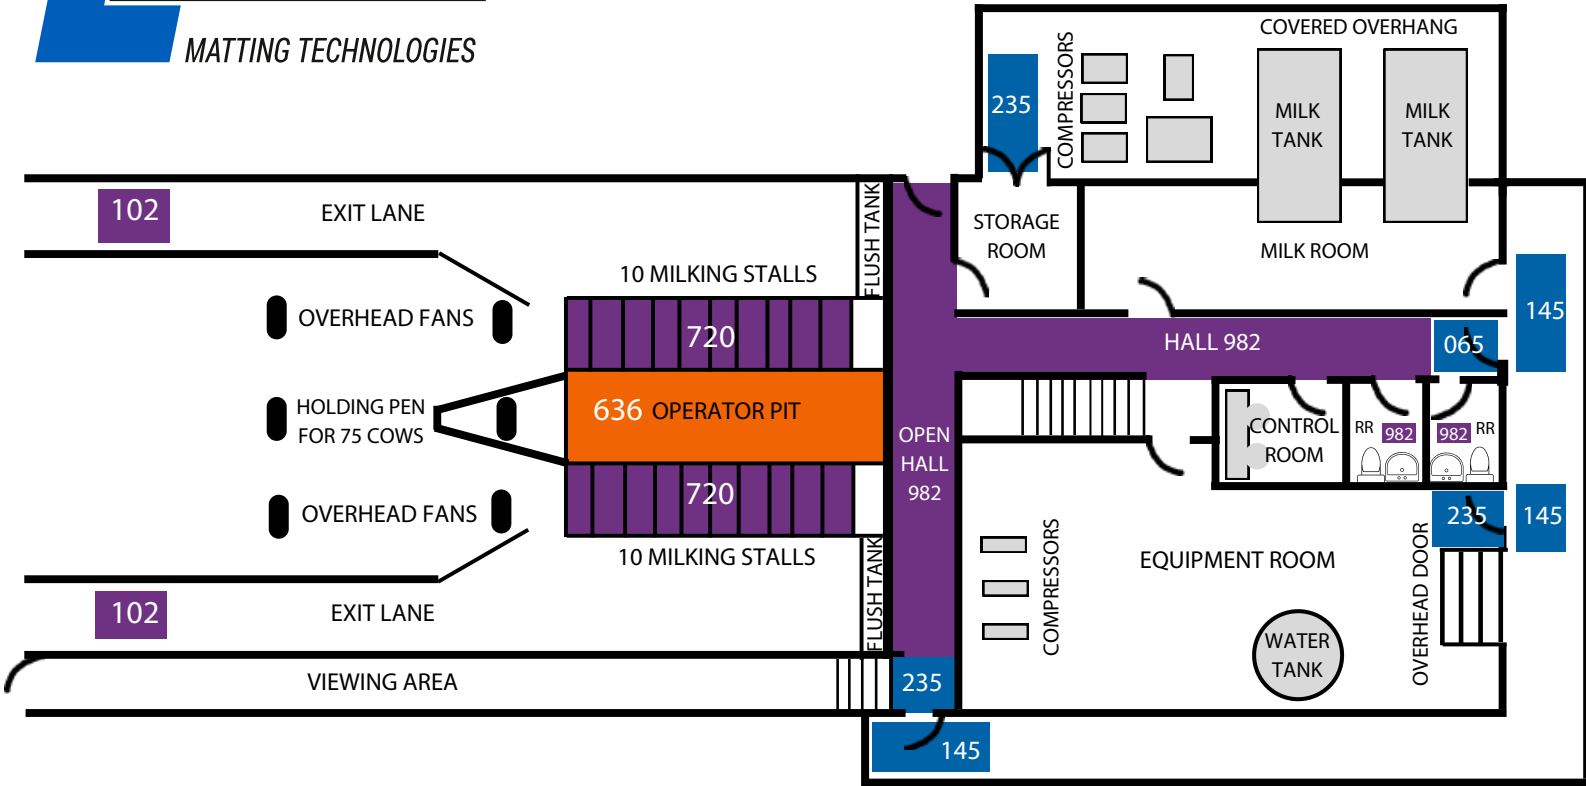 MATTING TECHNOLOGIES
COVERED OVERHANG
COMPRESSORS
235
MILK
TANK
MILK
TANK
102
EXIT LANE
FLUSH TANK
STORAGE
ROOM
MILK ROOM
10 MILKING STALLS
OVERHEAD FANS
720
HALL 982
065
145
HOLDING PEN
FOR 75 COWS
636 OPERATOR PIT
OPEN
HALL
982
CONTROL
ROOM
RR 982
982 RR
OVERHEAD FANS
720
235
145
10 MILKING STALLS
FLUSH TANK
COMPRESSORS
EQUIPMENT ROOM
OVERHEAD DOOR
102
EXIT LANE
WATER
TANK
VIEWING AREA
235
145